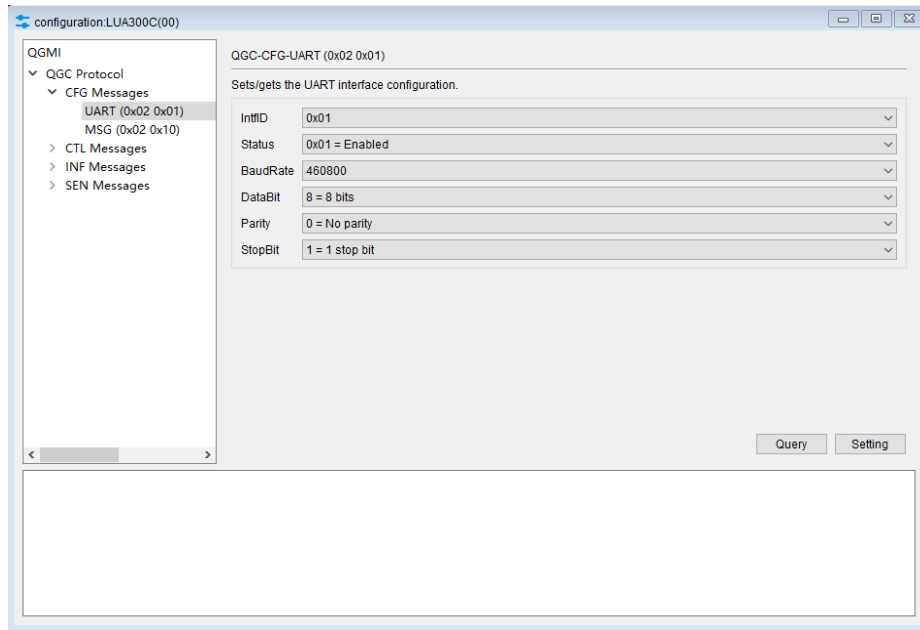 configuration:LUA300C(00)
QGMI
QGC Protocol
CFG Messages
UART (0x02 0x01)
MSG (0x02 0x10)
CTL Messages
INF Messages
SEN Messages
QGC-CFG-UART (0x02 0x01)
Sets/gets the UART interface configuration.
IntfID 0x01
Status 0x01 = Enabled
BaudRate 460800
DataBit 8 = 8 bits
Parity 0 = No parity
StopBit 1 = 1 stop bit
Query Setting